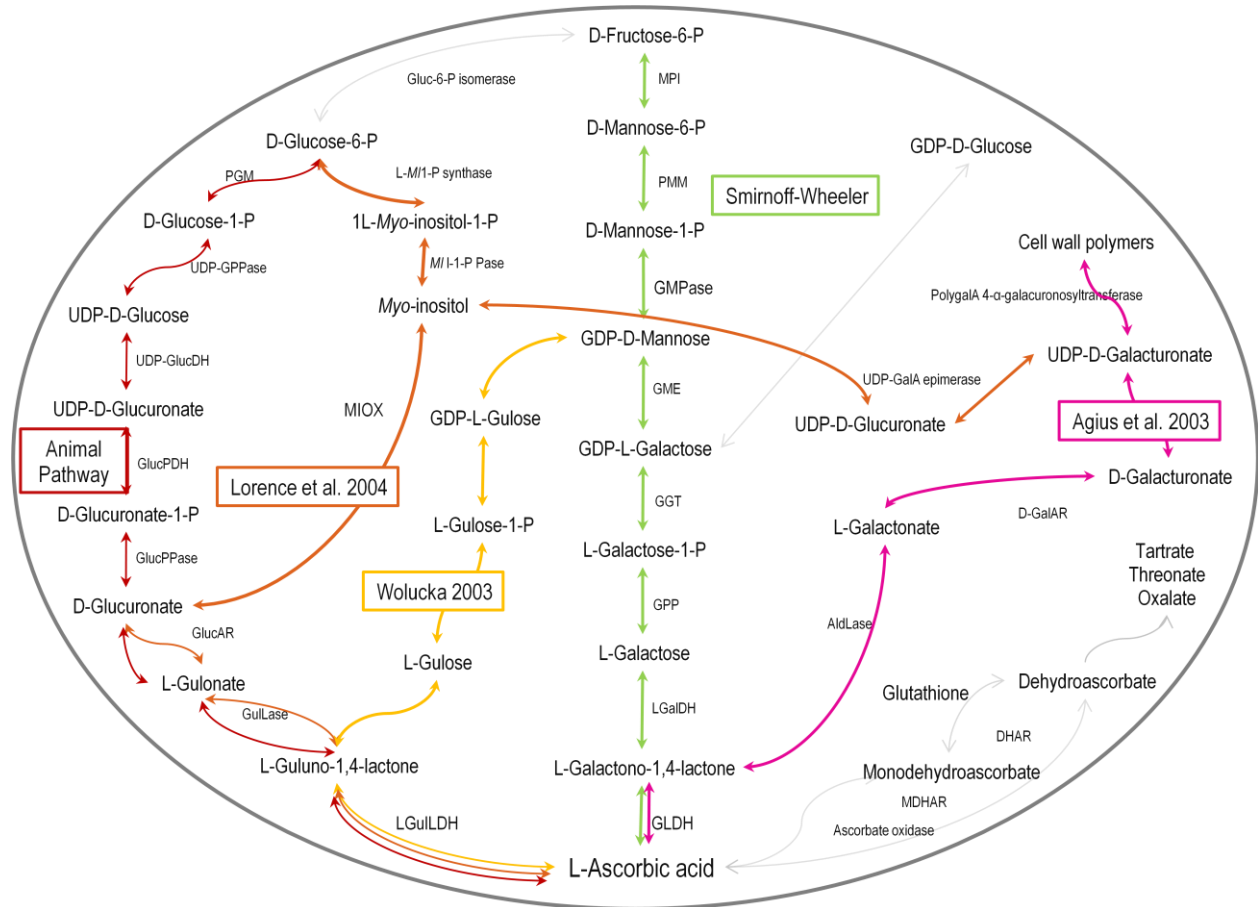 D-Fructose-6-P
Gluc-6-P isomerase
MPI
D-Glucose-6-P
D-Mannose-6-P
GDP-D-Glucose
PGM
L-MI1-P synthase
PMM
Smirnoff-Wheeler
D-Glucose-1-P
1L-Myo-inositol-1-P
D-Mannose-1-P
Cell wall polymers
UDP-GPPase
MI l-1-P Pase
GMPase
PolygalA 4-α-galacuronosyltransferase
UDP-D-Glucose
Myo-inositol
GDP-D-Mannose
UDP-D-Galacturonate
UDP-GlucDH
GME
UDP-GalA epimerase
UDP-D-Glucuronate
MIOX
GDP-L-Gulose
UDP-D-Glucuronate
Agius et al. 2003
Animal
Pathway
GlucPDH
GDP-L-Galactose
Lorence et al. 2004
GGT
D-Galacturonate
D-Glucuronate-1-P
L-Gulose-1-P
L-Galactonate
D-GalAR
GlucPPase
L-Galactose-1-P
Tartrate
Threonate
Oxalate
D-Glucuronate
Wolucka 2003
GPP
AldLase
GlucAR
L-Gulose
L-Galactose
L-Gulonate
Glutathione
Dehydroascorbate
GulLase
LGalDH
DHAR
L-Guluno-1,4-lactone
L-Galactono-1,4-lactone
Monodehydroascorbate
LGulLDH
GLDH
MDHAR
Ascorbate oxidase
L-Ascorbic acid